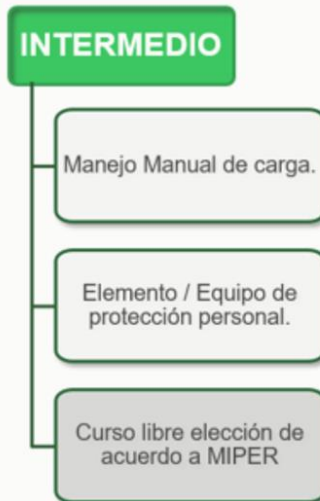 INTERMEDIO
Manejo Manual de carga.
Elemento / Equipo de
protección personal.
Curso libre elección de
acuerdo a MIPER